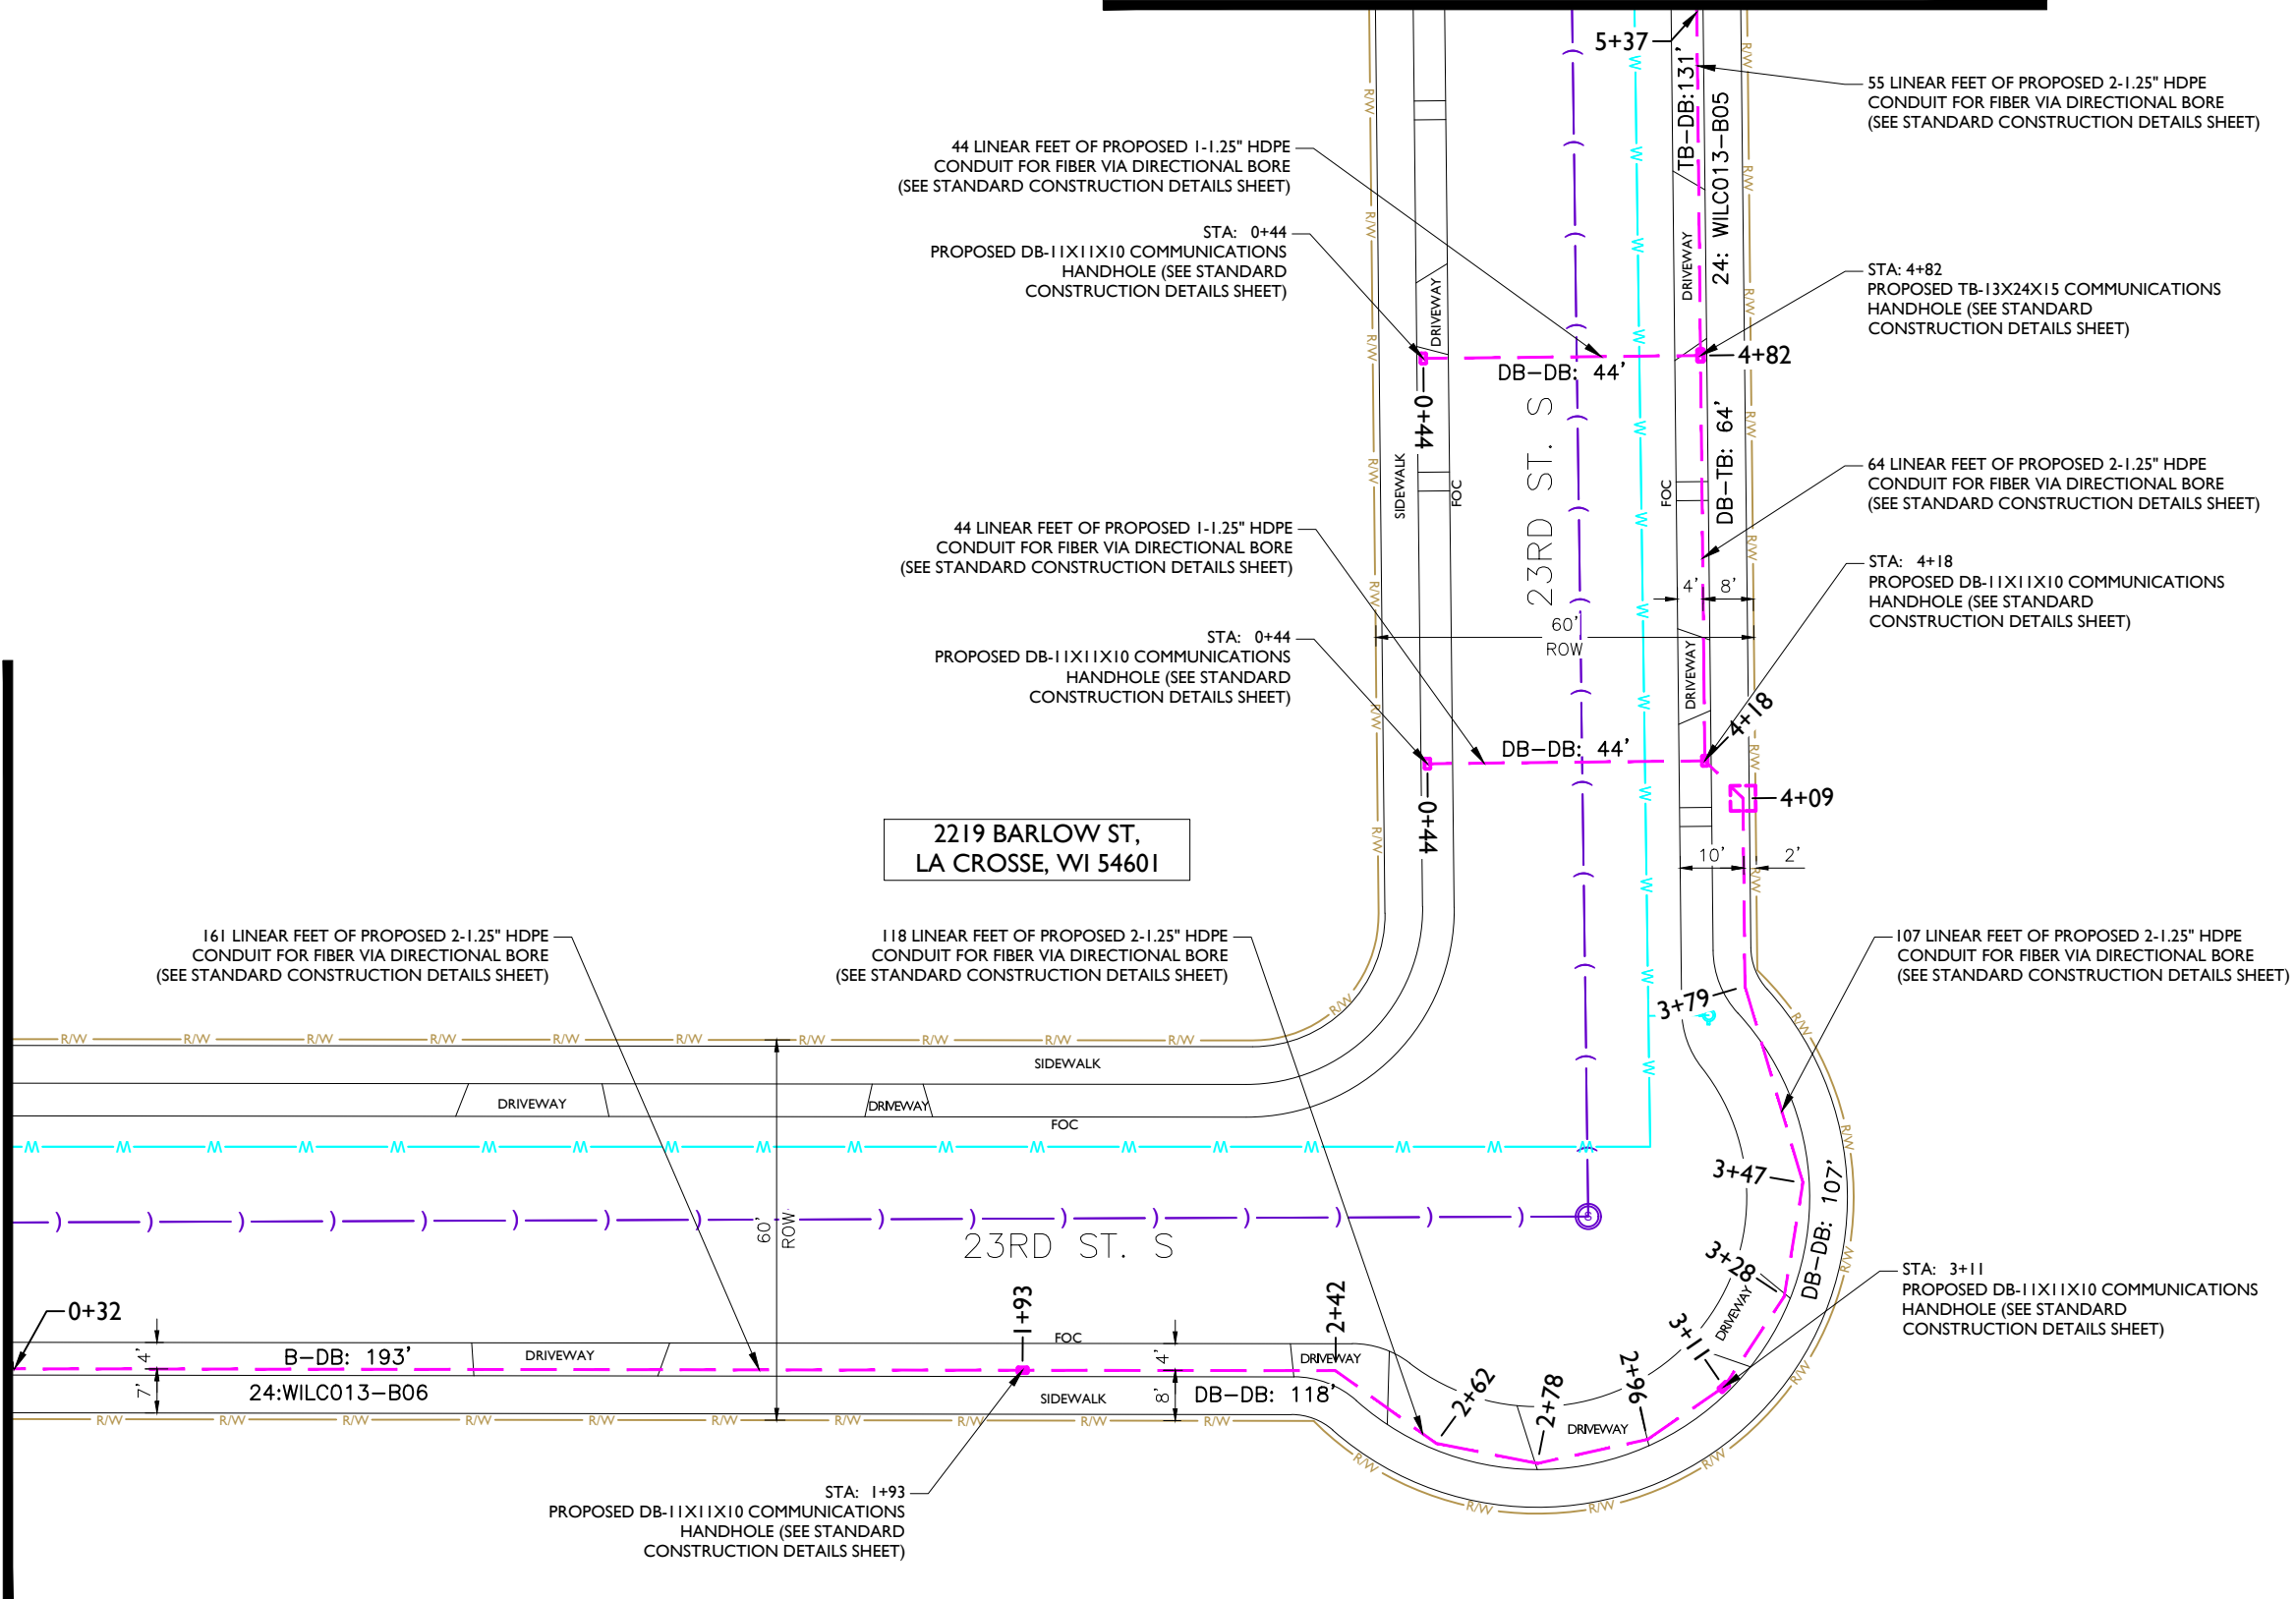 5+37
TB-DB:131'
24: WILC013-B05
55 LINEAR FEET OF PROPOSED 2-1.25" HDPE
CONDUIT FOR FIBER VIA DIRECTIONAL BORE
(SEE STANDARD CONSTRUCTION DETAILS SHEET)
44 LINEAR FEET OF PROPOSED 1-1.25" HDPE
CONDUIT FOR FIBER VIA DIRECTIONAL BORE
(SEE STANDARD CONSTRUCTION DETAILS SHEET)
STA: 0+44
PROPOSED DB-11X11X10 COMMUNICATIONS
HANDHOLE (SEE STANDARD
CONSTRUCTION DETAILS SHEET)
DRIVEWAY
DRIVEWAY
STA: 4+82
PROPOSED TB-13X24X15 COMMUNICATIONS
HANDHOLE (SEE STANDARD
CONSTRUCTION DETAILS SHEET)
4+82
DB-DB: 44'
0+44
23RD ST. S
SIDEWALK
FOC
FOC
DB-TB: 64'
64 LINEAR FEET OF PROPOSED 2-1.25" HDPE
CONDUIT FOR FIBER VIA DIRECTIONAL BORE
(SEE STANDARD CONSTRUCTION DETAILS SHEET)
44 LINEAR FEET OF PROPOSED 1-1.25" HDPE
CONDUIT FOR FIBER VIA DIRECTIONAL BORE
(SEE STANDARD CONSTRUCTION DETAILS SHEET)
STA: 4+18
PROPOSED DB-11X11X10 COMMUNICATIONS
HANDHOLE (SEE STANDARD
CONSTRUCTION DETAILS SHEET)
4' 8'
60'
ROW
STA: 0+44
PROPOSED DB-11X11X10 COMMUNICATIONS
HANDHOLE (SEE STANDARD
CONSTRUCTION DETAILS SHEET)
DRIVEWAY
4+18
DB-DB: 44'
0+44
4+09
10' 2'
2219 BARLOW ST,
LA CROSSE, WI 54601
161 LINEAR FEET OF PROPOSED 2-1.25" HDPE
CONDUIT FOR FIBER VIA DIRECTIONAL BORE
(SEE STANDARD CONSTRUCTION DETAILS SHEET)
118 LINEAR FEET OF PROPOSED 2-1.25" HDPE
CONDUIT FOR FIBER VIA DIRECTIONAL BORE
(SEE STANDARD CONSTRUCTION DETAILS SHEET)
107 LINEAR FEET OF PROPOSED 2-1.25" HDPE
CONDUIT FOR FIBER VIA DIRECTIONAL BORE
(SEE STANDARD CONSTRUCTION DETAILS SHEET)
3+79
R/W R/W R/W R/W R/W R/W R/W R/W R/W R/W
SIDEWALK
DRIVEWAY
DRIVEWAY
FOC
W W W W W W W W W W W W W W W W W W
3+47
DB-DB: 107'
60'
ROW
23RD ST. S
S
3+28
DRIVEWAY
3+11
STA: 3+11
PROPOSED DB-11X11X10 COMMUNICATIONS
HANDHOLE (SEE STANDARD
CONSTRUCTION DETAILS SHEET)
0+32
1+93
2+42
FOC
4'
7'
B-DB: 193'
DRIVEWAY
24:WILC013-B06
4'
8'
SIDEWALK
DB-DB: 118'
DRIVEWAY
2+62
2+78
2+96
DRIVEWAY
R/W R/W R/W R/W R/W R/W R/W R/W R/W R/W
STA: 1+93
PROPOSED DB-11X11X10 COMMUNICATIONS
HANDHOLE (SEE STANDARD
CONSTRUCTION DETAILS SHEET)